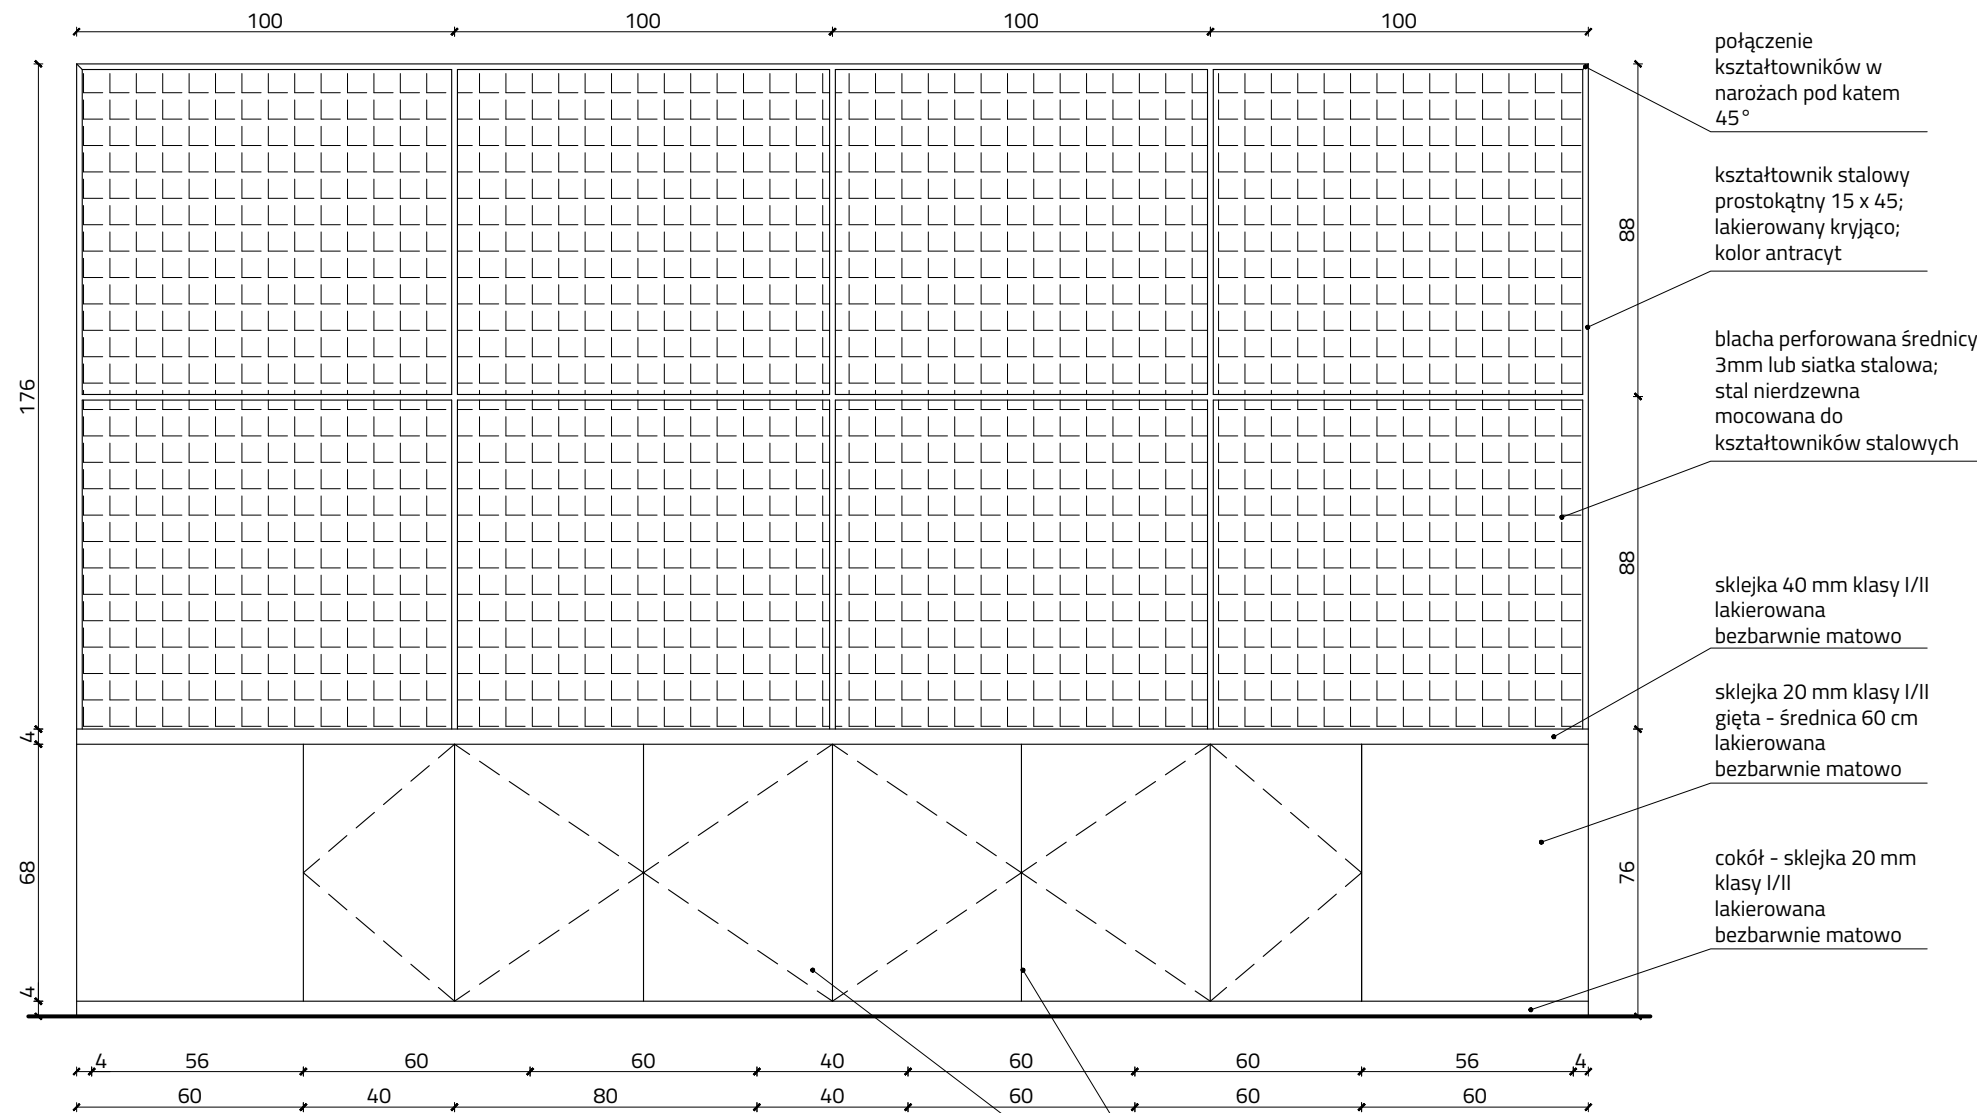 100 100 100 100
połączenie
kształtowników w
narożach pod katem
45°
kształtownik stalowy
prostokątny 15 x 45;
lakierowany kryjąco;
kolor antracyt
88
blacha perforowana średnicy
3mm lub siatka stalowa;
stal nierdzewna
mocowana do
kształtowników stalowych
176
88
sklejka 40 mm klasy I/II
lakierowana
bezbarwnie matowo
sklejka 20 mm klasy I/II
gięta - średnica 60 cm
lakierowana
bezbarwnie matowo
4
68
76
cokół - sklejka 20 mm
klasy I/II
lakierowana
bezbarwnie matowo
4
4 56 60 60 40 60 60 56 4
60 40 80 40 60 60 60